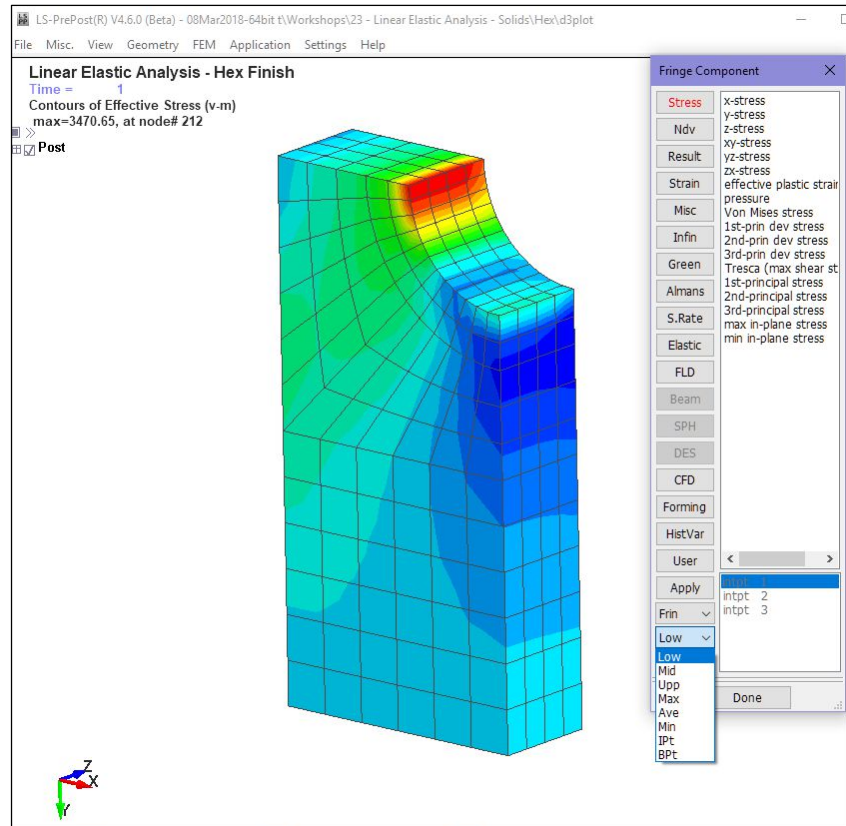 LS-PrePost(R) V4.6.0 (Beta) - 08Mar2018-64bit t\Workshops\23 - Linear Elastic Analysis - Solids\Hex\d3plot
File Misc. View Geometry FEM Application Settings Help
Linear Elastic Analysis - Hex Finish
Time = 1
Contours of Effective Stress (v-m)
max=3470.65, at node# 212
Post
Z
X
Y
Fringe Component
Stress
Ndv
Result
Strain
Misc
Infin
Green
Almans
S.Rate
Elastic
FLD
Beam
SPH
DES
CFD
Forming
HistVar
User
Apply
Frin
Low
Low
Mid
Upp
Max
Ave
Min
IPt
BPt
x-stress
y-stress
z-stress
xy-stress
yz-stress
zx-stress
effective plastic strain
pressure
Von Mises stress
1st-prin dev stress
2nd-prin dev stress
3rd-prin dev stress
Tresca (max shear st
1st-principal stress
2nd-principal stress
3rd-principal stress
max in-plane stress
min in-plane stress
intpt 1
intpt 2
intpt 3
Done